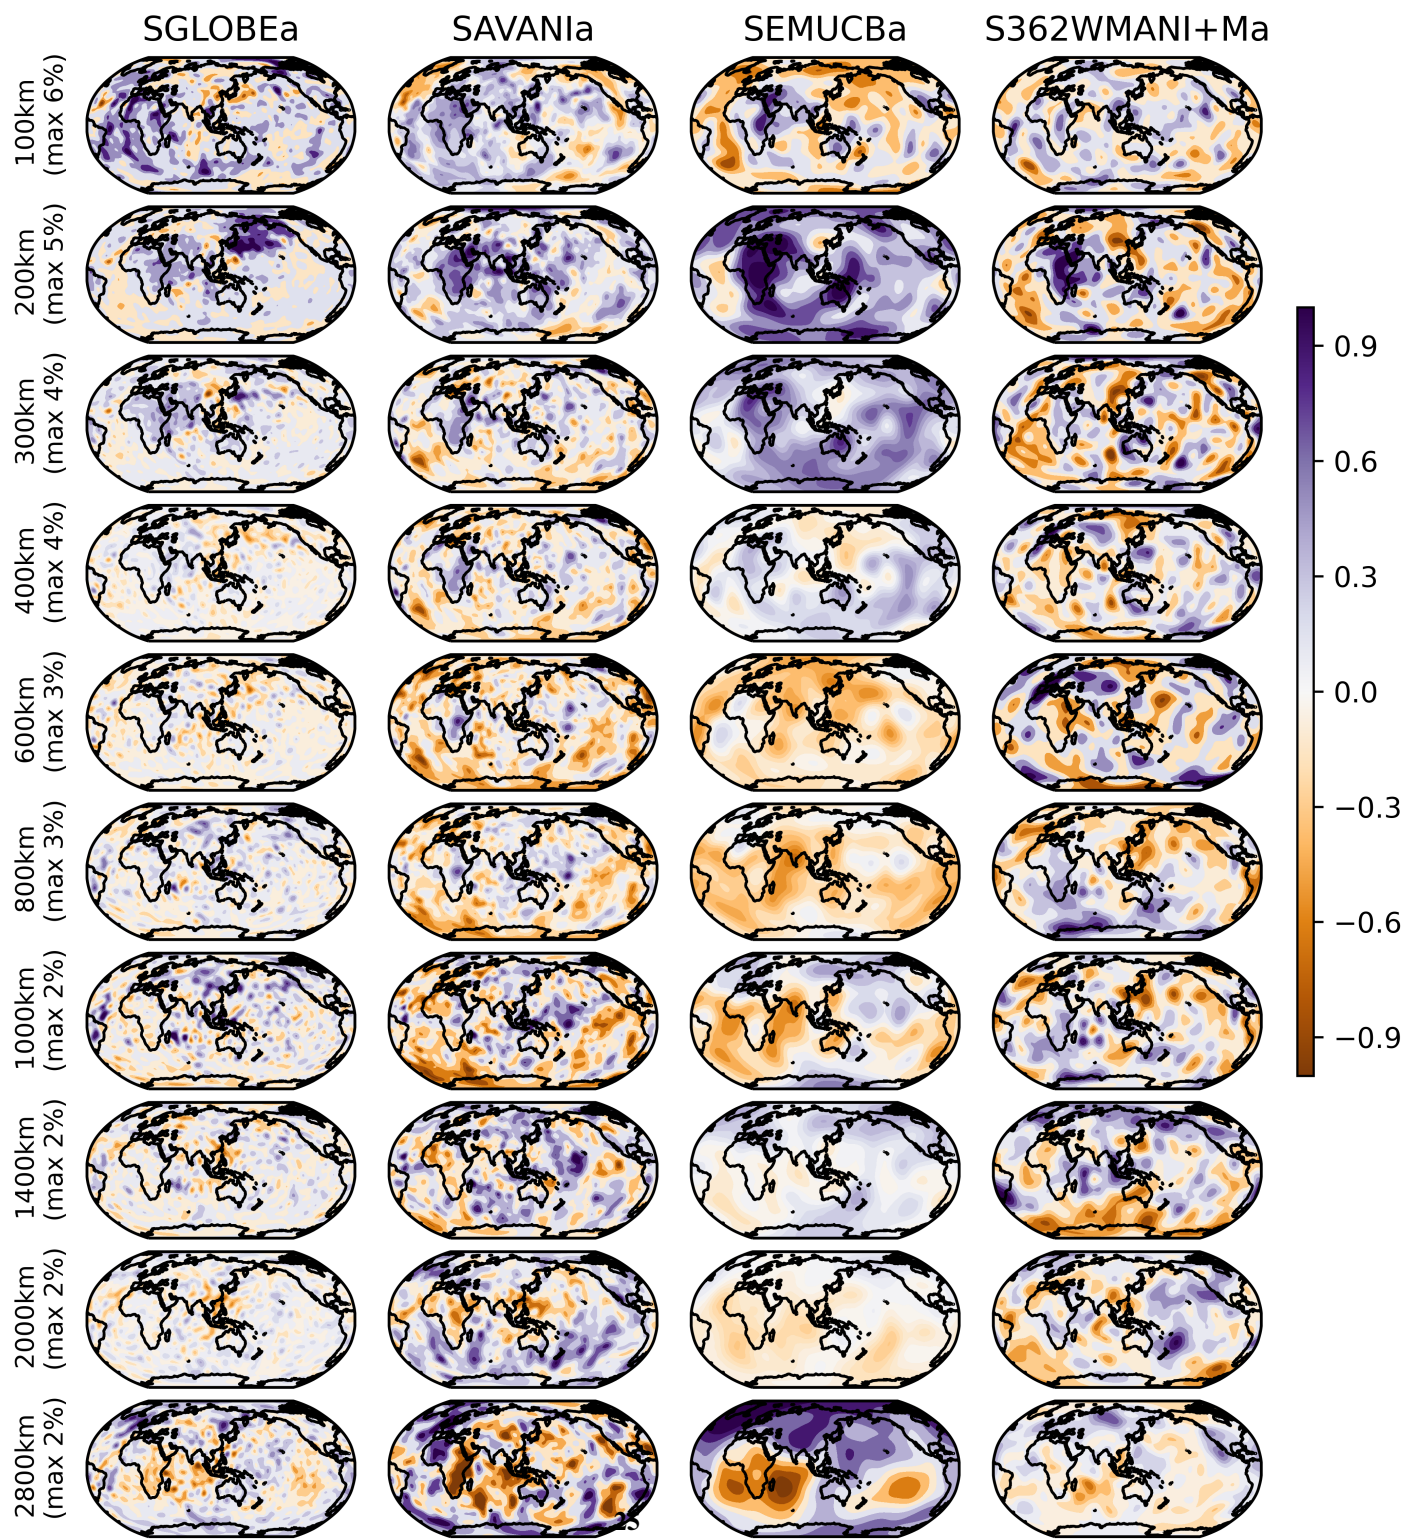 SGLOBEa SAVANIa SEMUCBa S362WMANI+Ma
100km
(max 6%)
200km
(max 5%)
300km
(max 4%)
400km
(max 4%)
600km
(max 3%)
800km
(max 3%)
1000km
(max 2%)
1400km
(max 2%)
2000km
(max 2%)
2800km
(max 2%)
0.9
0.6
0.3
0.0
−0.3
−0.6
−0.9
25